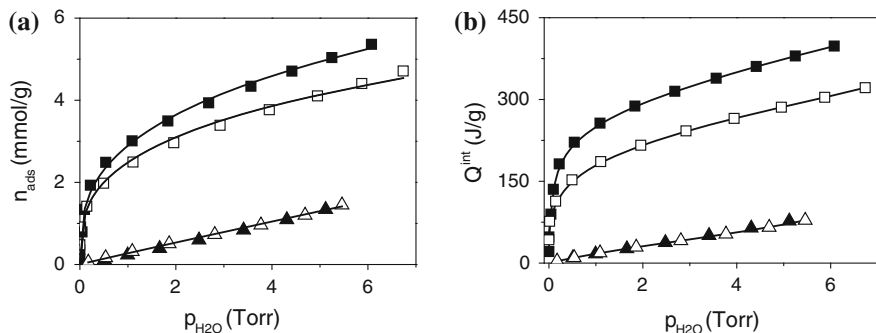 (a)
6
4
2
0
n_ads (mmol/g)
0 2 4 6
p_H2O (Torr)
(b)
450
300
150
0
Q^int (J/g)
0 2 4 6
p_H2O (Torr)